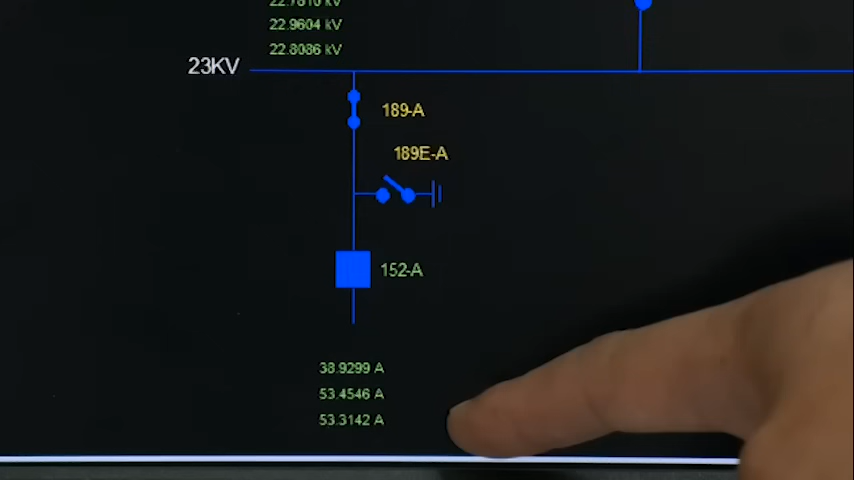 22.9604 kV
22.8086 kV
23KV
189-A
189E-A
152-A
38.9299 A
53.4546 A
53.3142 A